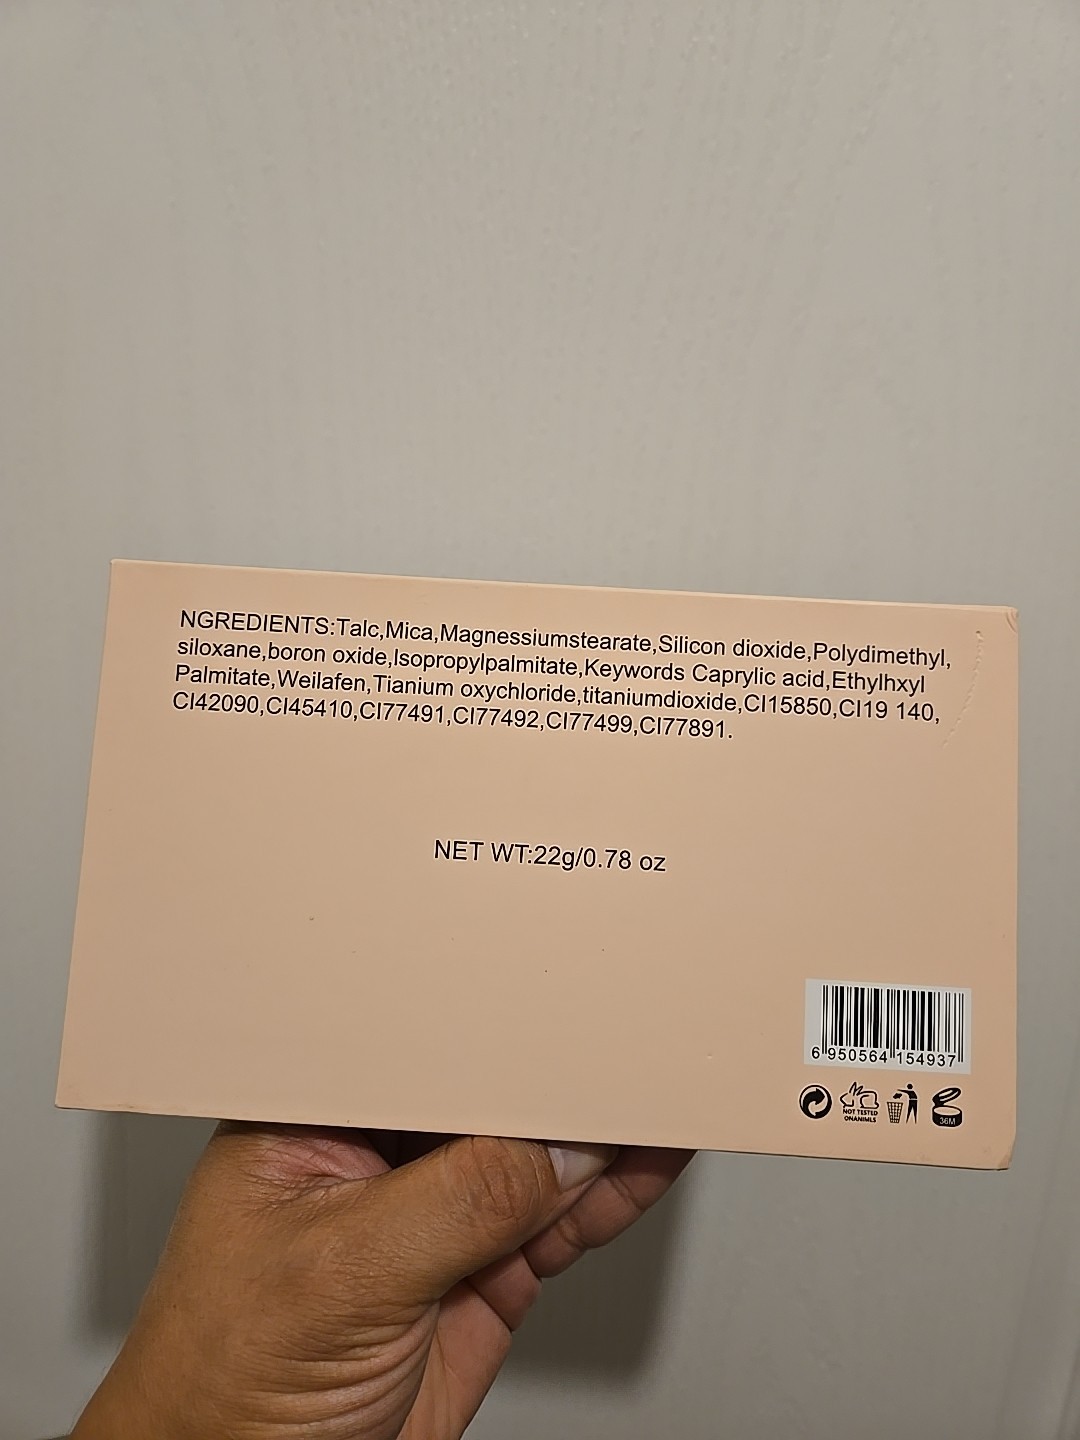 NGREDIENTS:Talc,Mica,Magnessiumstearate,Silicon dioxide,Polydimethyl,
siloxane,boron oxide,Isopropylpalmitate,Keywords Caprylic acid,Ethylhxyl
Palmitate,Weilafen,Tianium oxychloride,titaniumdioxide,CI15850,CI19 140,
CI42090,CI45410,CI77491,CI77492,CI77499,CI77891.
NET WT:22g/0.78 oz
6 950564 154937
NOT TESTED
ONANIMLS
36M